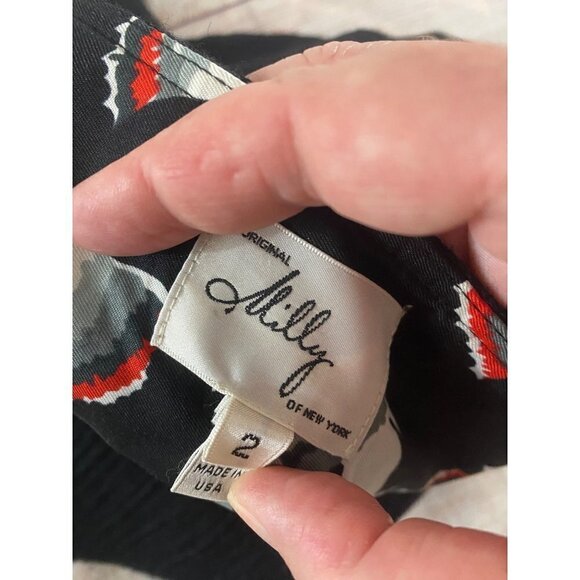 ORIGINAL
Milly
OF NEW YORK
2
MADE IN
USA